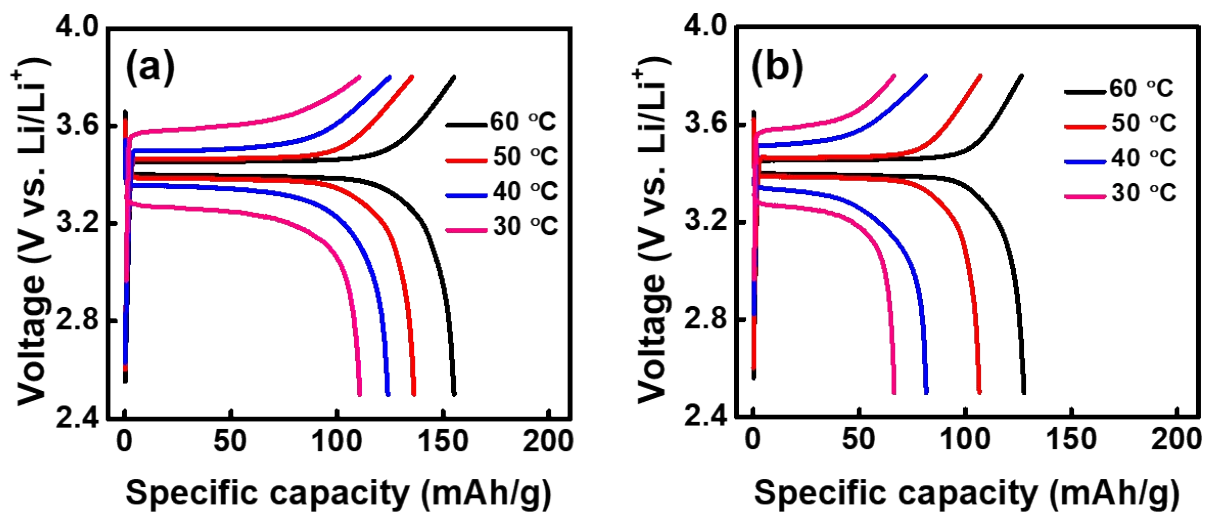 (a)
Voltage (V vs. Li/Li⁺)
4.0
3.6
3.2
2.8
2.4
60 °C
50 °C
40 °C
30 °C
0 50 100 150 200
Specific capacity (mAh/g)
(b)
Voltage (V vs. Li/Li⁺)
4.0
3.6
3.2
2.8
2.4
60 °C
50 °C
40 °C
30 °C
0 50 100 150 200
Specific capacity (mAh/g)